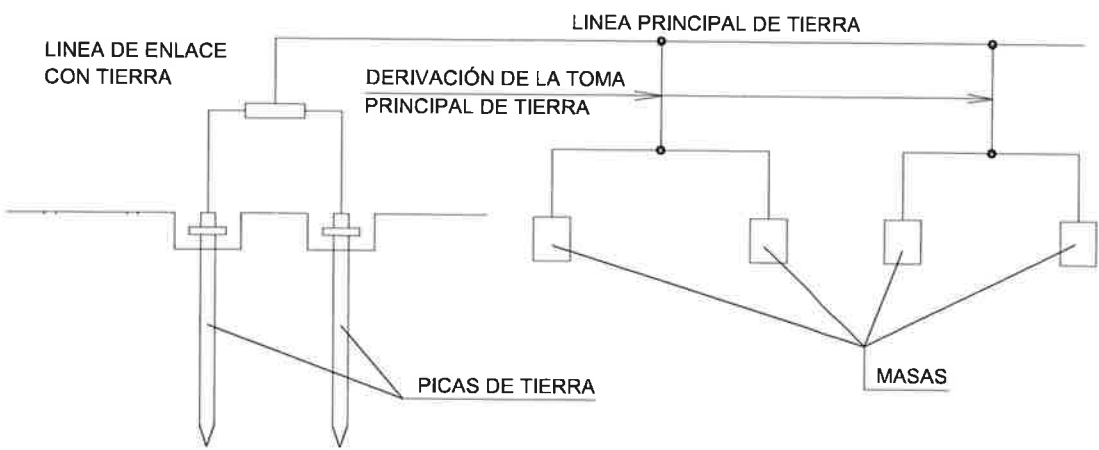 LINEA PRINCIPAL DE TIERRA
LINEA DE ENLACE
CON TIERRA
DERIVACIÓN DE LA TOMA
PRINCIPAL DE TIERRA
PICAS DE TIERRA
MASAS